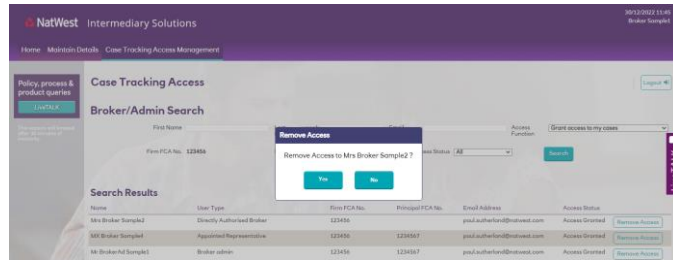 30/12/2022 11:45
Broker Sample1
NatWest Intermediary Solutions
Home Maintain Details Case Tracking Access Management
Policy, process & product queries
LiveTALK
Case Tracking Access
Logout
Broker/Admin Search
First Name
Access Function
Grant access to my cases
Firm FCA No. 123456
Access Status
All
Search
Remove Access
Remove Access to Mrs Broker Sample2 ?
Yes
No
Search Results
Name User Type Firm FCA No. Principal FCA No. Email Address Access Status
Mrs Broker Sample2 Directly Authorised Broker 123456 paul.sutherland@natwest.com Access Granted Remove Access
Broker Sample4 Appointed Representative 123456 1234567 paul.sutherland@natwest.com Access Granted Remove Access
Mr BrokerAd Sample1 Broker admin 123456 1234567 paul.sutherland@natwest.com Access Granted Remove Access